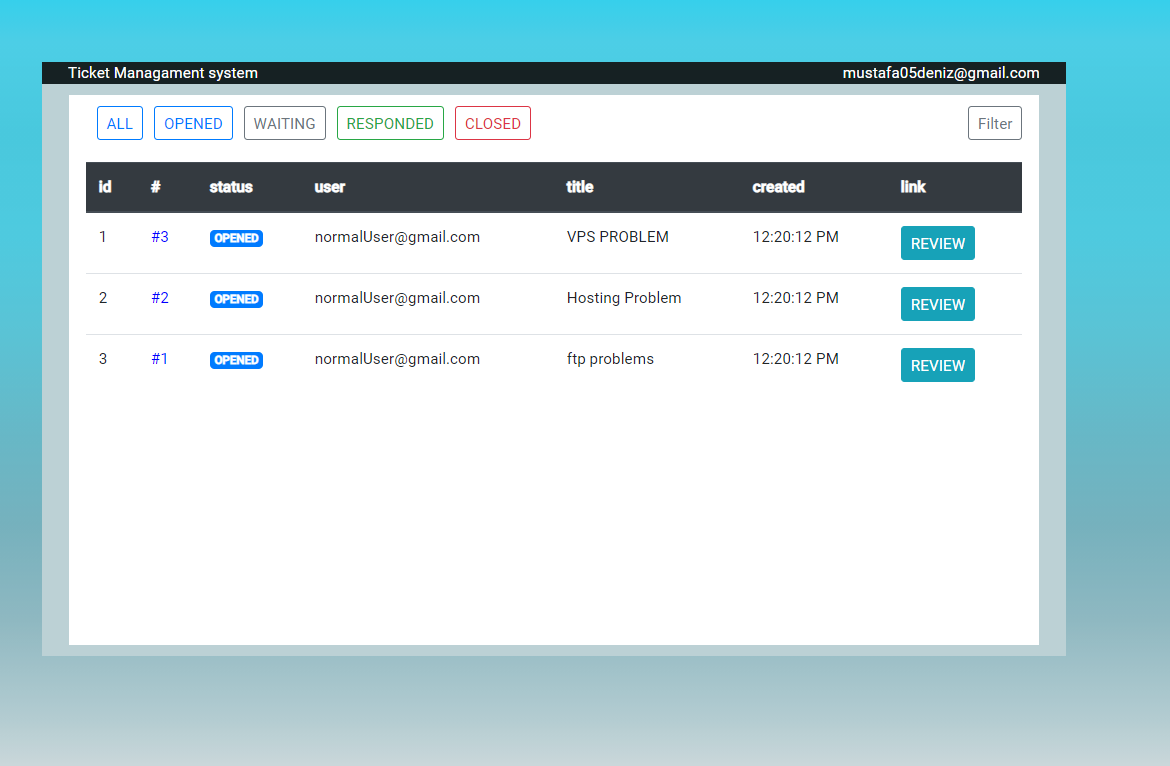 Ticket Managament system mustafa05deniz@gmail.com
ALL OPENED WAITING RESPONDED CLOSED Filter
id # status user title created link
1 #3 OPENED normalUser@gmail.com VPS PROBLEM 12:20:12 PM REVIEW
2 #2 OPENED normalUser@gmail.com Hosting Problem 12:20:12 PM REVIEW
3 #1 OPENED normalUser@gmail.com ftp problems 12:20:12 PM REVIEW